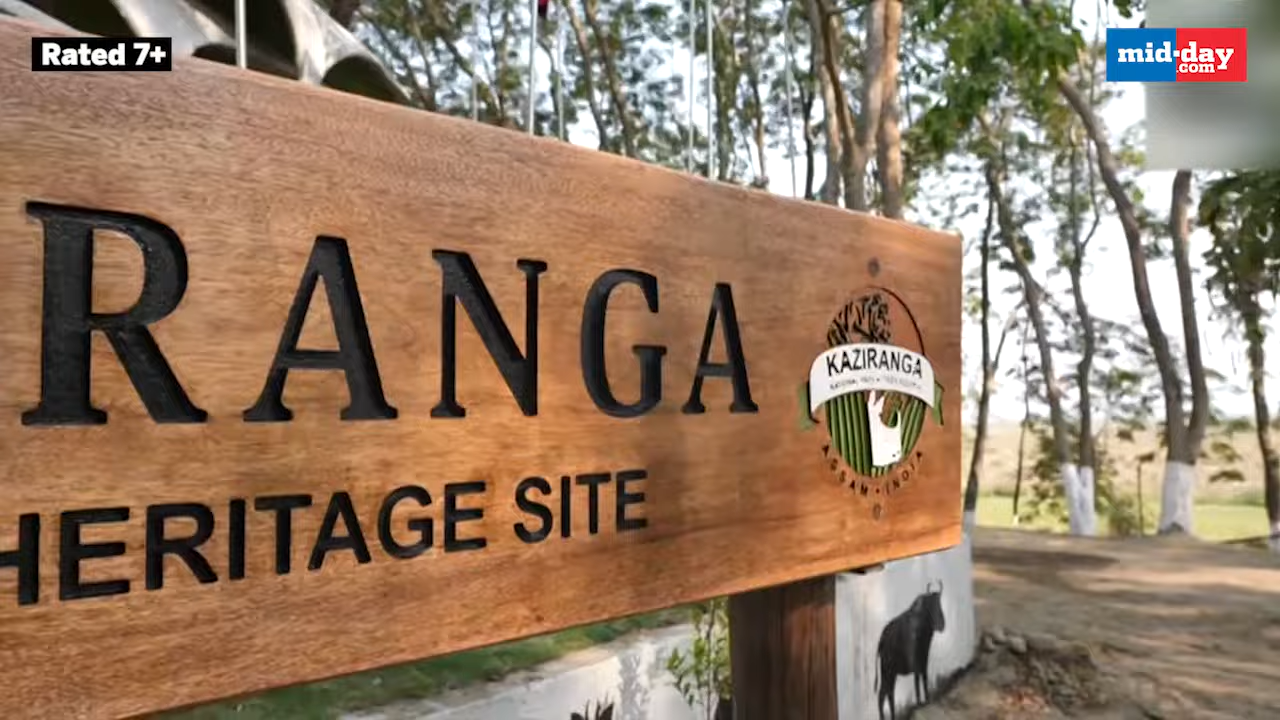 Rated 7+
mid-day
.com
RANGA
HERITAGE SITE
KAZIRANGA
ASSAM • INDIA